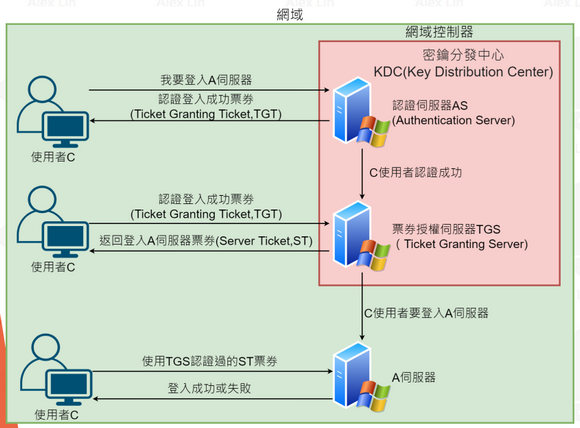 Alex Lin
Alex Lin
Alex Lin
Alex Lin
網域
網域控制器
密鑰分發中心
KDC(Key Distribution Center)
我要登入A伺服器
認證登入成功票券
(Ticket Granting Ticket,TGT)
認證伺服器AS
(Authentication Server)
使用者C
C使用者認證成功
認證登入成功票券
(Ticket Granting Ticket,TGT)
返回登入A伺服器票券(Server Ticket,ST)
票券授權伺服器TGS
( Ticket Granting Server)
使用者C
C使用者要登入A伺服器
使用TGS認證過的ST票券
登入成功或失敗
A伺服器
使用者C